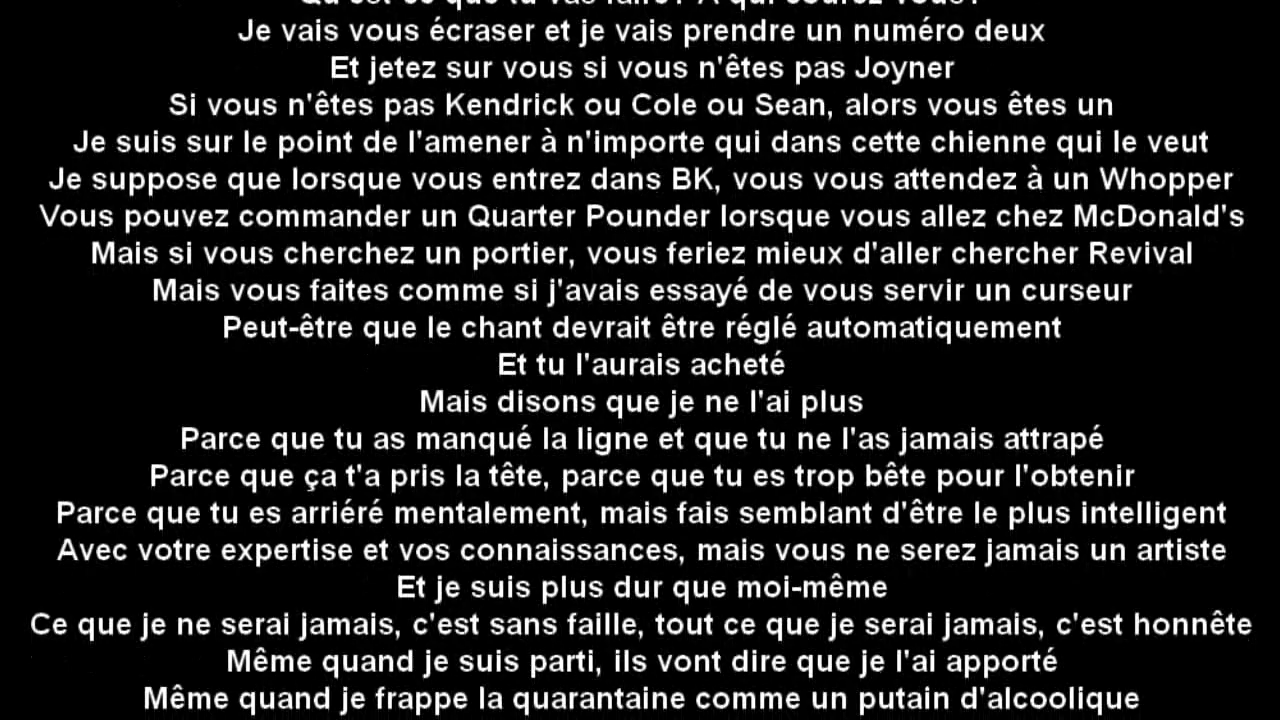 Qu'est-ce que tu vas faire? A qui courez-vous?
Je vais vous écraser et je vais prendre un numéro deux
Et jetez sur vous si vous n'êtes pas Joyner
Si vous n'êtes pas Kendrick ou Cole ou Sean, alors vous êtes un
Je suis sur le point de l'amener à n'importe qui dans cette chienne qui le veut
Je suppose que lorsque vous entrez dans BK, vous vous attendez à un Whopper
Vous pouvez commander un Quarter Pounder lorsque vous allez chez McDonald's
Mais si vous cherchez un portier, vous feriez mieux d'aller chercher Revival
Mais vous faites comme si j'avais essayé de vous servir un curseur
Peut-être que le chant devrait être réglé automatiquement
Et tu l'aurais acheté
Mais disons que je ne l'ai plus
Parce que tu as manqué la ligne et que tu ne l'as jamais attrapé
Parce que ça t'a pris la tête, parce que tu es trop bête pour l'obtenir
Parce que tu es arriéré mentalement, mais fais semblant d'être le plus intelligent
Avec votre expertise et vos connaissances, mais vous ne serez jamais un artiste
Et je suis plus dur que moi-même
Ce que je ne serai jamais, c'est sans faille, tout ce que je serai jamais, c'est honnête
Même quand je suis parti, ils vont dire que je l'ai apporté
Même quand je frappe la quarantaine comme un putain d'alcoolique